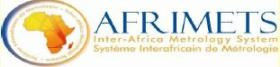 AFRIMETS
Inter-Africa Metrology System
Système Interafricain de Métrologie